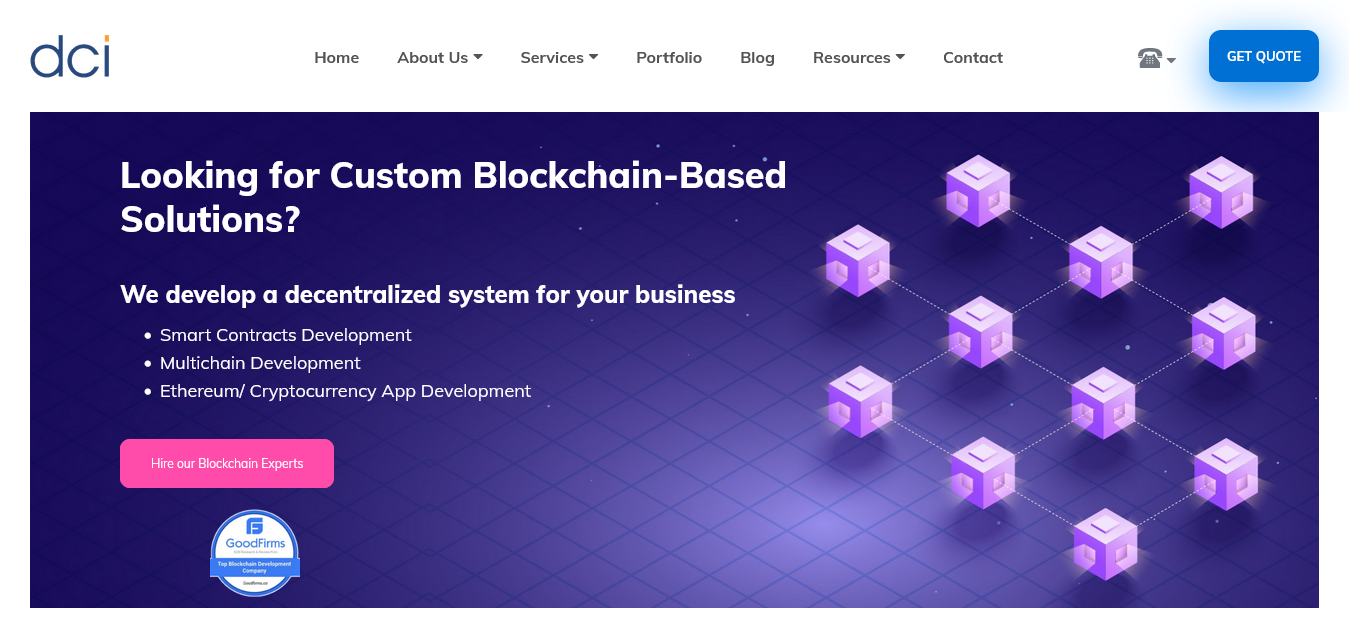 dci
Home
About Us
Services
Portfolio
Blog
Resources
Contact
GET QUOTE
Looking for Custom Blockchain-Based
Solutions?
We develop a decentralized system for your business
• Smart Contracts Development
• Multichain Development
• Ethereum/ Cryptocurrency App Development
Hire our Blockchain Experts
GoodFirms
Top Blockchain Development
Company
Goodfirms.co